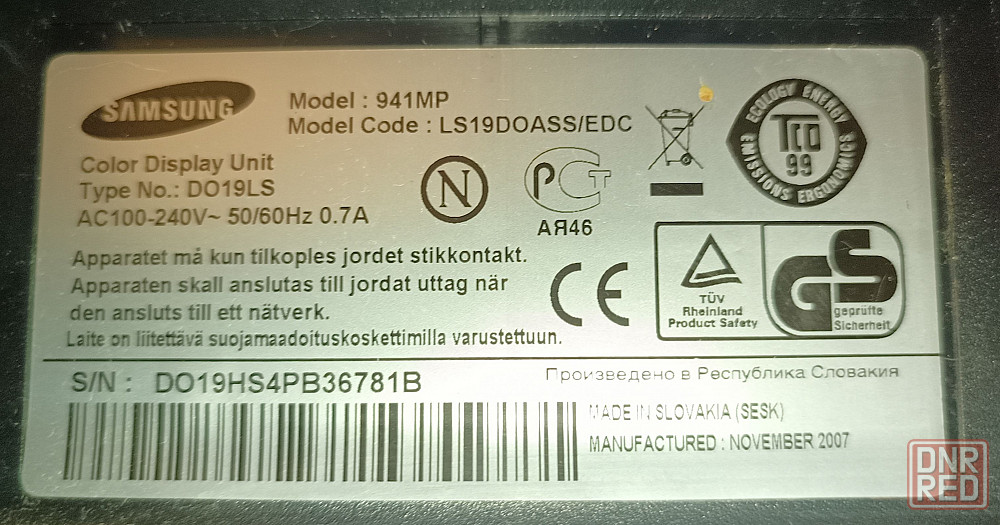 SAMSUNG
Model : 941MP
Model Code : LS19DOASS/EDC
Color Display Unit
Type No.: DO19LS
AC100-240V~ 50/60Hz 0.7A
N
РСТ
АЯ46
ECOLOGY ENERGY
TCO
99
EMISSIONS ERGONOMICS
Apparatet må kun tilkoples jordet stikkontakt.
Apparaten skall anslutas till jordat uttag när
den ansluts till ett nätverk.
Laite on liitettävä suojamaadoituskoskettimilla varustettuun.
CE
TÜV
Rheinland
Product Safety
GS
geprüfte
Sicherheit
S/N : DO19HS4PB36781B
Произведено в Республика Словакия
MADE IN SLOVAKIA (SESK)
MANUFACTURED : NOVEMBER 2007
DNR
RED